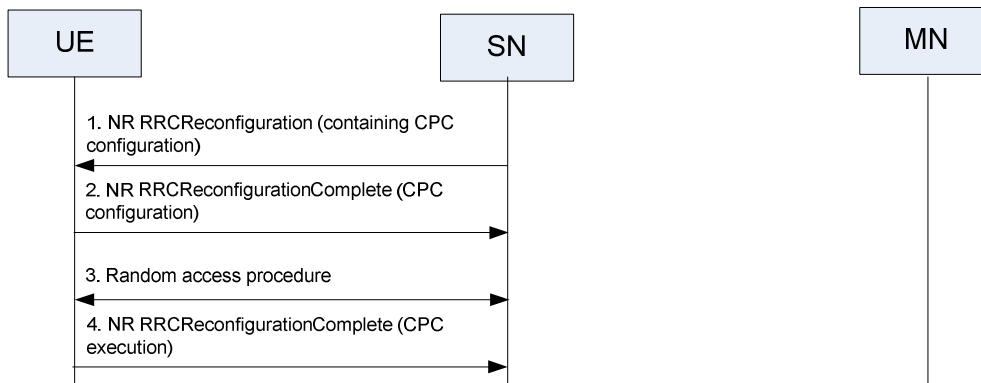 UE
SN
MN
1. NR RRCReconfiguration (containing CPC
configuration)
2. NR RRCReconfigurationComplete (CPC
configuration)
3. Random access procedure
4. NR RRCReconfigurationComplete (CPC
execution)